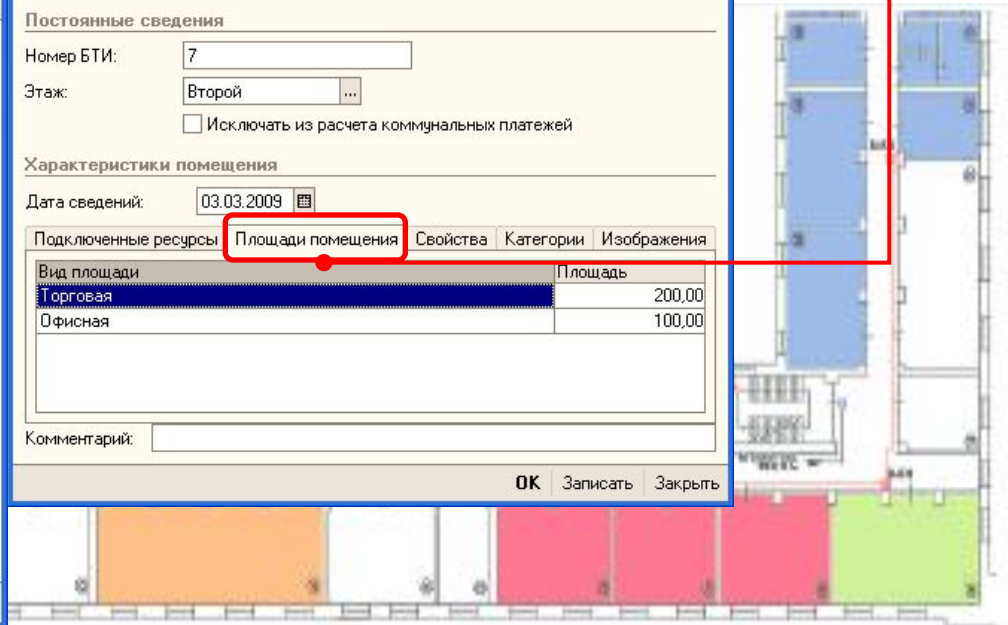 Постоянные сведения
Номер БТИ: 7
Этаж: Второй ...
Исключать из расчета коммунальных платежей
Характеристики помещения
Дата сведений: 03.03.2009
Подключенные ресурсы Площади помещения Свойства Категории Изображения
Вид площади Площадь
Торговая 200,00
Офисная 100,00
Комментарий:
OK Записать Закрыть